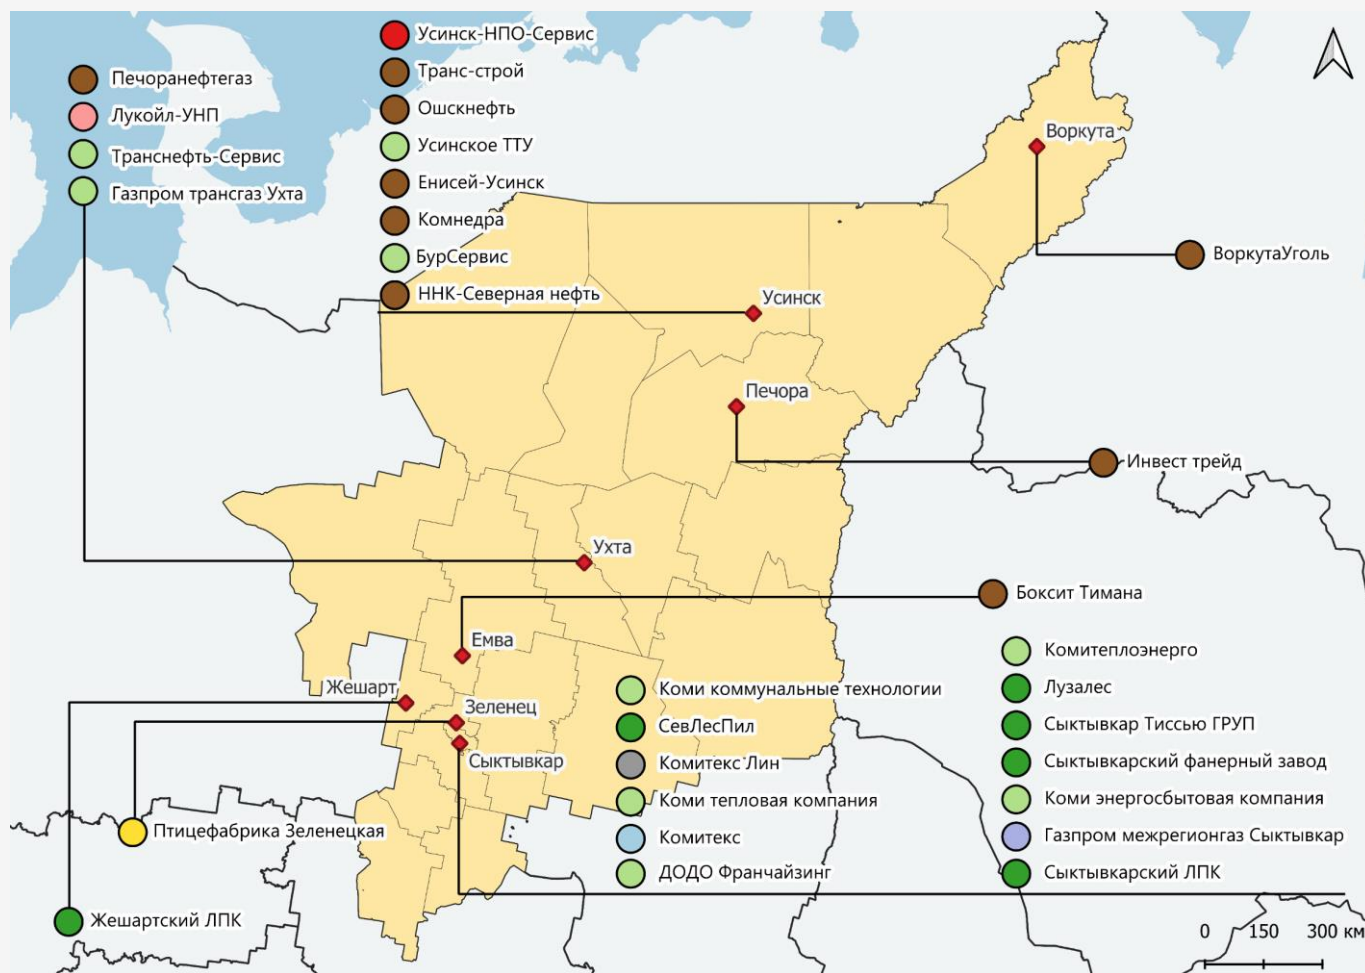 Печоранефтегаз
Лукойл-УНП
Транснефть-Сервис
Газпром трансгаз Ухта
Усинск-НПО-Сервис
Транс-строй
Ошскнефть
Усинское ТТУ
Енисей-Усинск
Комнедра
БурСервис
ННК-Северная нефть
Воркута
ВоркутаУголь
Усинск
Печора
Инвест трейд
Ухта
Боксит Тимана
Емва
Жешарт
Зеленец
Сыктывкар
Коми коммунальные технологии
СевЛесПил
Комитекс Лин
Коми тепловая компания
Комитекс
ДОДО Франчайзинг
Комитеплоэнерго
Лузалес
Сыктывкар Тиссью ГРУП
Сыктывкарский фанерный завод
Коми энергосбытовая компания
Газпром межрегионгаз Сыктывкар
Сыктывкарский ЛПК
Птицефабрика Зеленецкая
Жешартский ЛПК
0 150 300 км